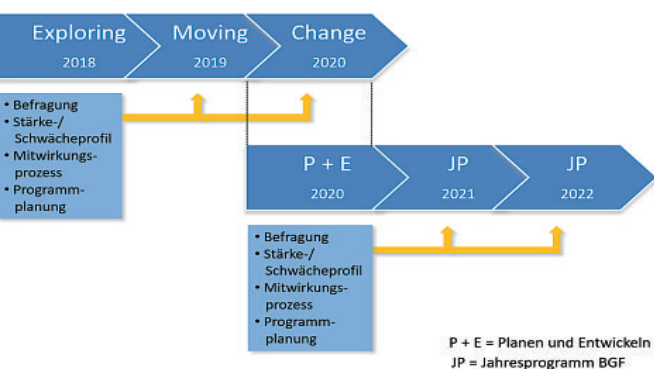 Exploring Moving Change
2018 2019 2020
• Befragung
• Stärke-/
Schwächeprofil
• Mitwirkungs-
prozess
• Programm-
planung
P + E JP JP
2020 2021 2022
• Befragung
• Stärke-/
Schwächeprofil
• Mitwirkungs-
prozess
• Programm-
planung
P + E = Planen und Entwickeln
JP = Jahresprogramm BGF